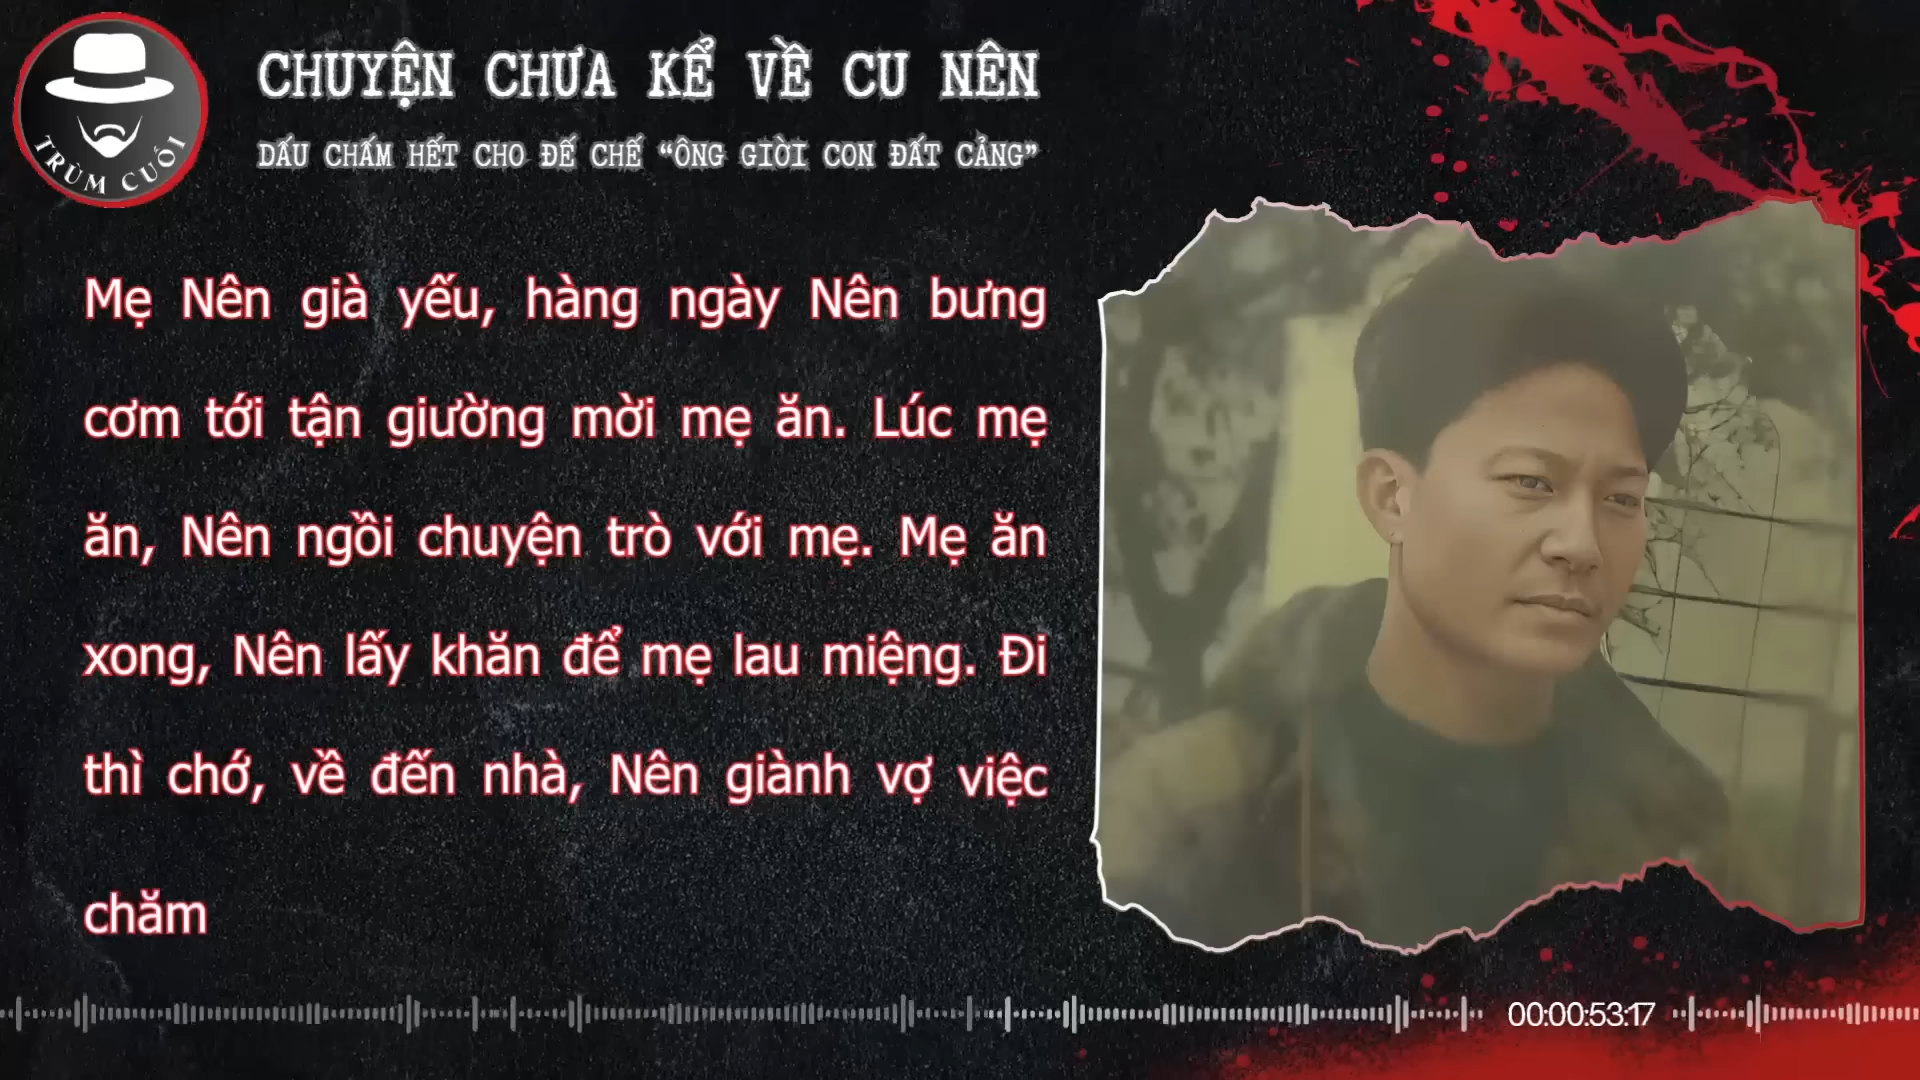 TRÙM CUỐI
CHUYỆN CHƯA KỂ VỀ CU NÊN
DẤU CHẤM HẾT CHO ĐẾ CHẾ “ÔNG GIỜI CON ĐẤT CẢNG”
Mẹ Nên già yếu, hàng ngày Nên bưng
cơm tới tận giường mời mẹ ăn. Lúc mẹ
ăn, Nên ngồi chuyện trò với mẹ. Mẹ ăn
xong, Nên lấy khăn để mẹ lau miệng. Đi
thì chớ, về đến nhà, Nên giành vợ việc
chăm
00:00:53:17